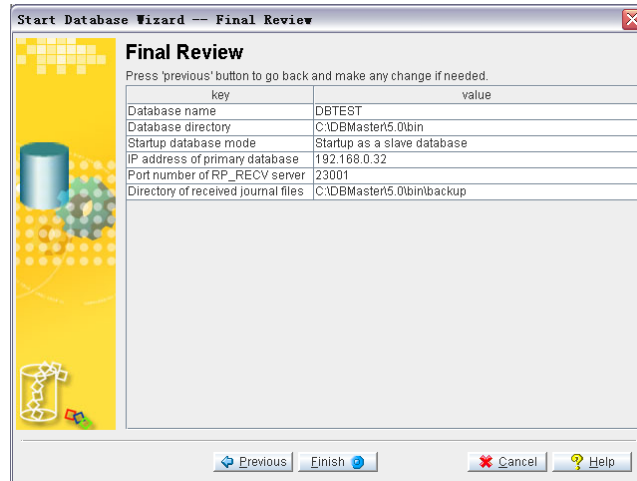 Start Database Wizard -- Final Review
Final Review
Press 'previous' button to go back and make any change if needed.
key value
Database name DBTEST
Database directory C:\DBMaster\5.0\bin
Startup database mode Startup as a slave database
IP address of primary database 192.168.0.32
Port number of RP_RECV server 23001
Directory of received journal files C:\DBMaster\5.0\bin\backup
Previous Finish Cancel Help